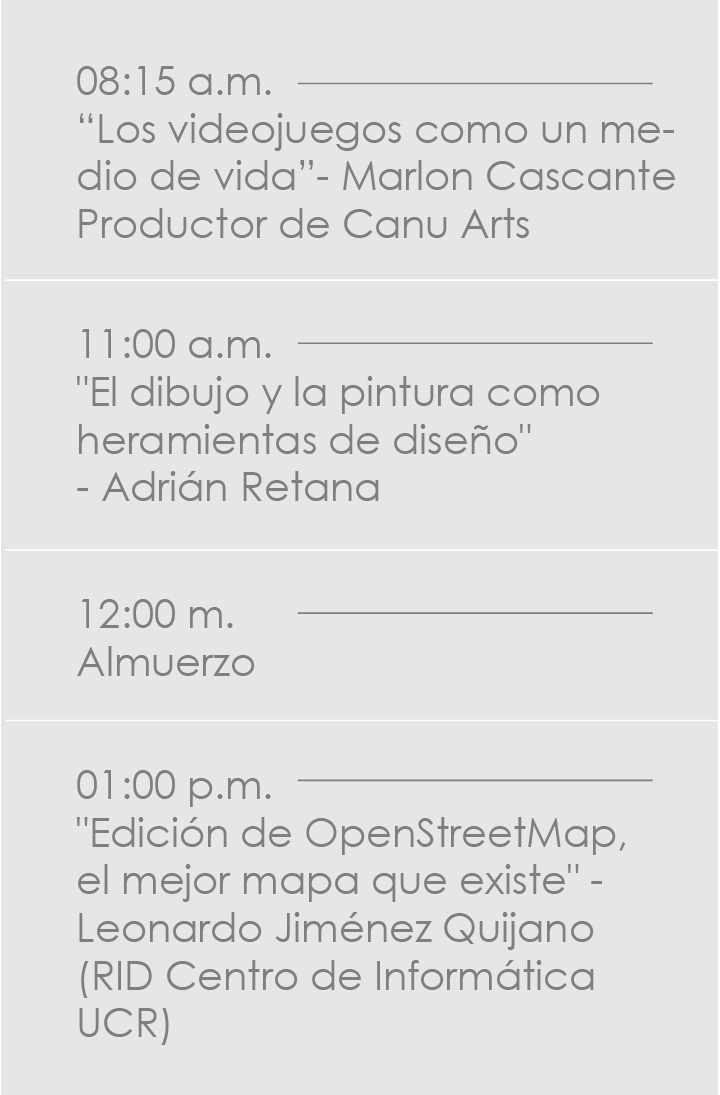 08:15 a.m.
“Los videojuegos como un me-
dio de vida”- Marlon Cascante
Productor de Canu Arts
11:00 a.m.
"El dibujo y la pintura como
heramientas de diseño"
- Adrián Retana
12:00 m.
Almuerzo
01:00 p.m.
"Edición de OpenStreetMap,
el mejor mapa que existe" -
Leonardo Jiménez Quijano
(RID Centro de Informática
UCR)